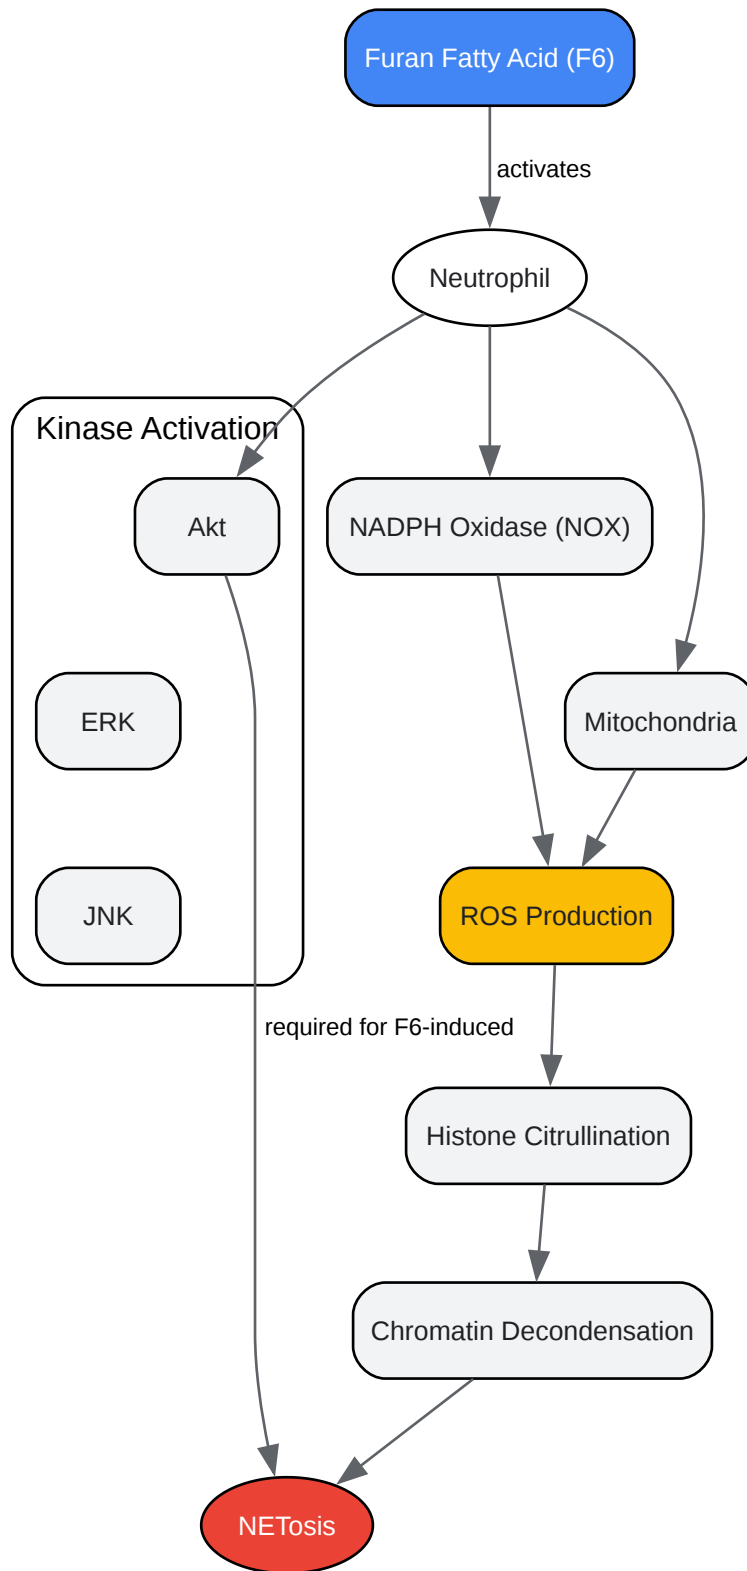 Furan Fatty Acid (F6)
activates
Neutrophil
Kinase Activation
Akt
NADPH Oxidase (NOX)
ERK
Mitochondria
JNK
ROS Production
required for F6-induced
Histone Citrullination
Chromatin Decondensation
NETosis